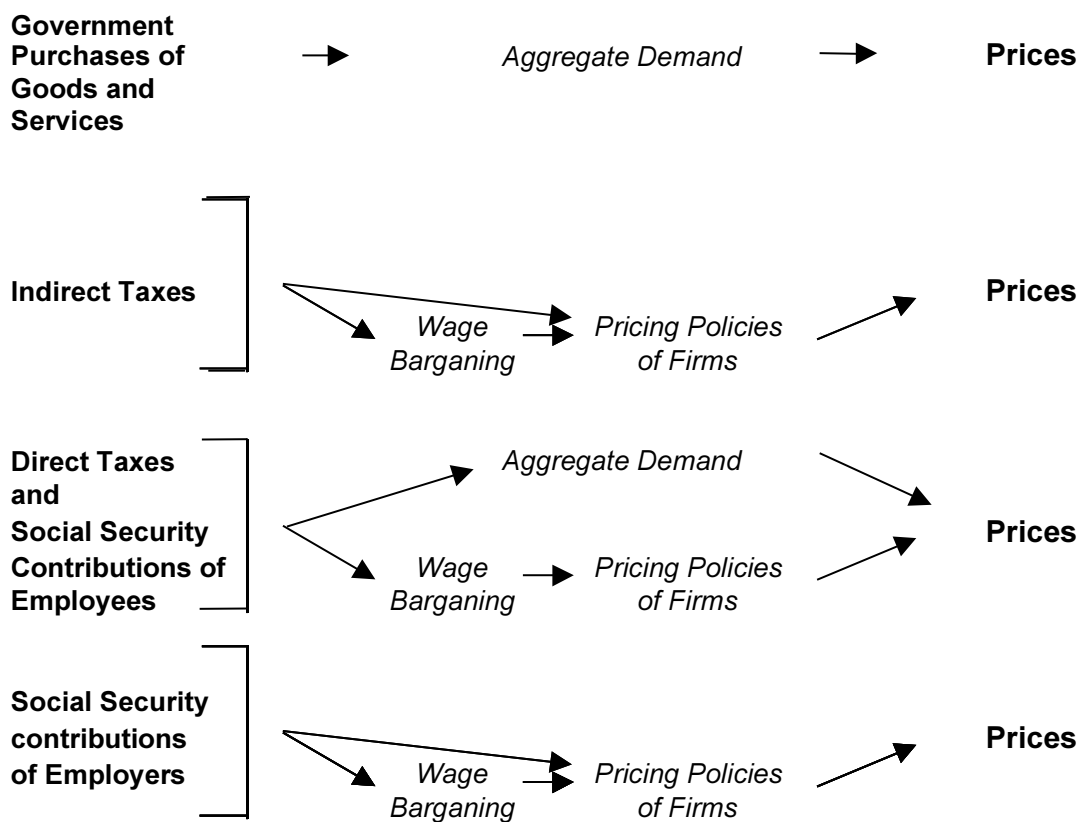 Government
Purchases of
Goods and
Services
Aggregate Demand
Prices
Indirect Taxes
Wage
Barganing
Pricing Policies
of Firms
Prices
Direct Taxes
and
Social Security
Contributions of
Employees
Aggregate Demand
Wage
Barganing
Pricing Policies
of Firms
Prices
Social Security
contributions
of Employers
Wage
Barganing
Pricing Policies
of Firms
Prices